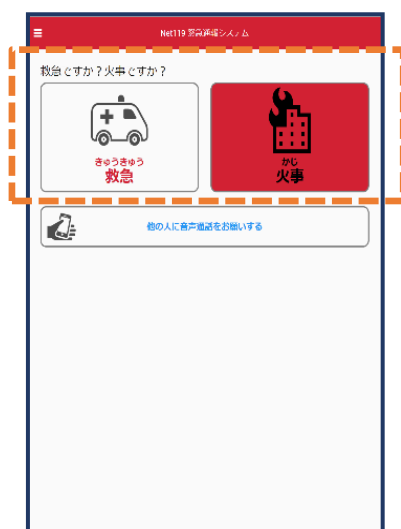 Net119 緊急通報システム
救急ですか？火事ですか？
きゅうきゅう
救急
かじ
火事
他の人に音声通話をお願いする